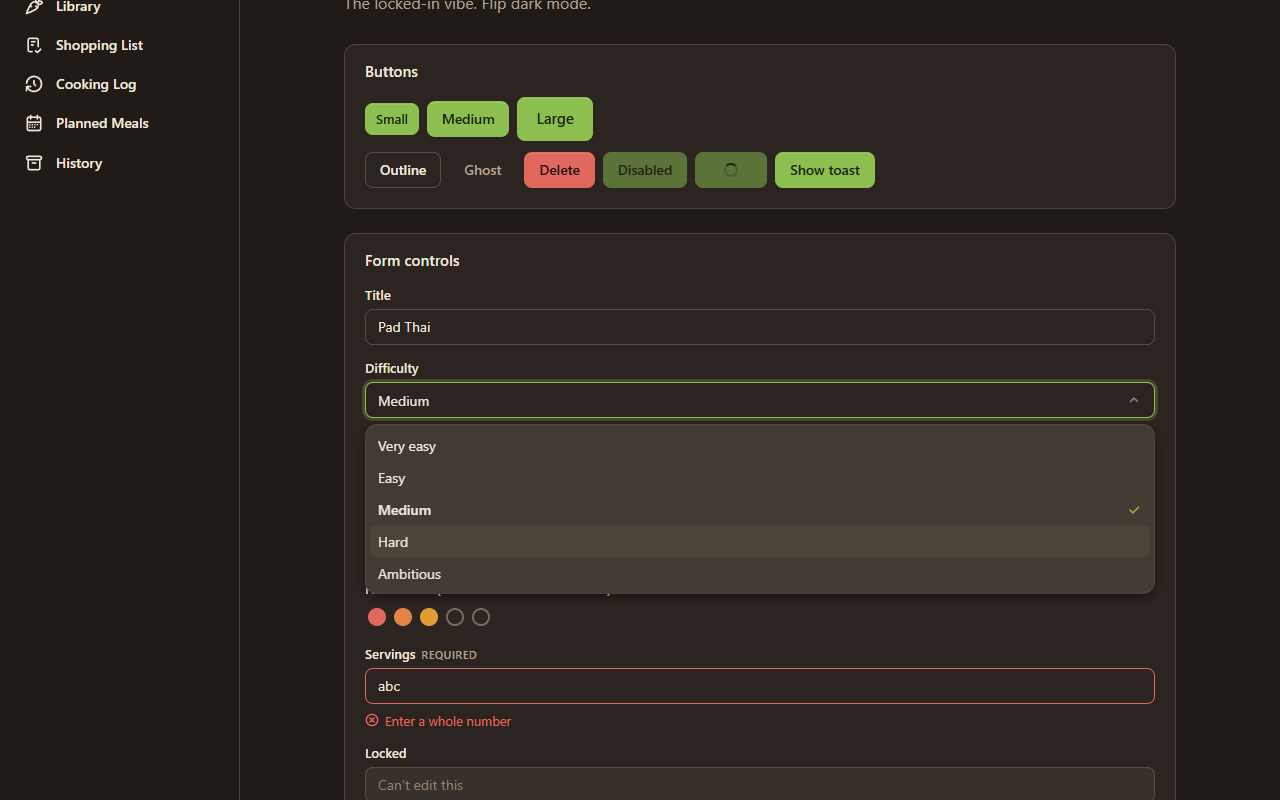 Library
Shopping List
Cooking Log
Planned Meals
History
The locked-in vibe. Flip dark mode.
Buttons
Small Medium Large
Outline Ghost Delete Disabled Show toast
Form controls
Title
Pad Thai
Difficulty
Medium
Very easy
Easy
Medium
Hard
Ambitious
Servings REQUIRED
abc
Enter a whole number
Locked
Can't edit this